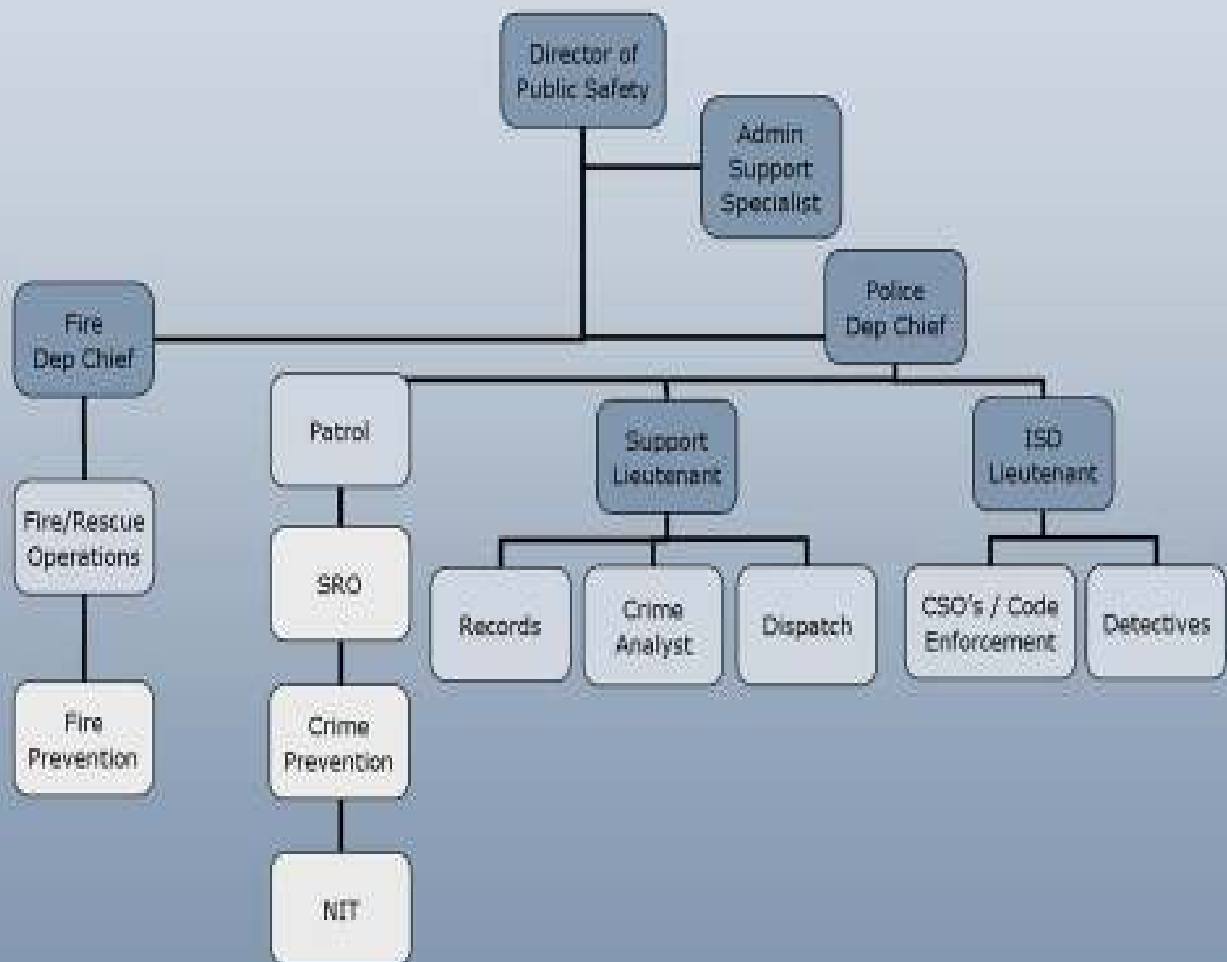 Director of
Public Safety
Admin
Support
Specialist
Police
Dep Chief
Fire
Dep Chief
Patrol
Support
Lieutenant
ISD
Lieutenant
Fire/Rescue
Operations
SRO
Records
Crime
Analyst
Dispatch
CSO's / Code
Enforcement
Detectives
Fire
Prevention
Crime
Prevention
NIT